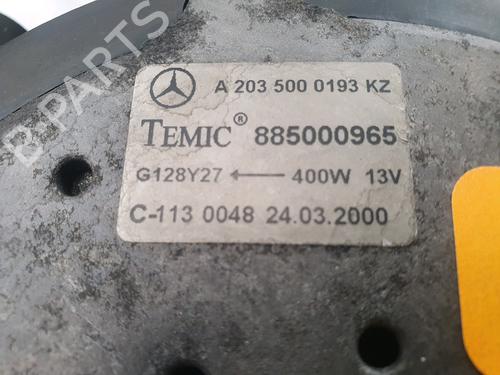 A 203 500 0193 KZ
TEMIC® 885000965
G128Y27 ← 400W 13V
C-113 0048 24.03.2000
B-PARTS